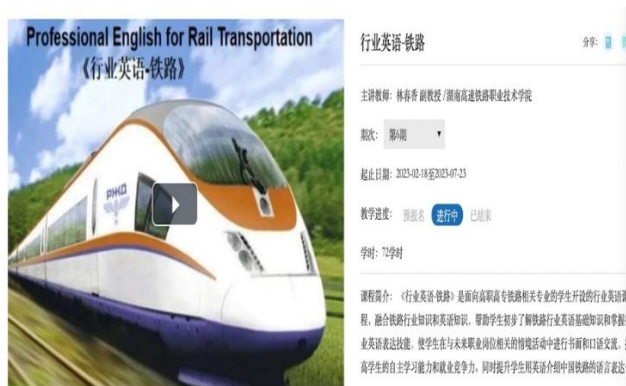 Professional English for Rail Transportation
《行业英语-铁路》
РЖД
行业英语-铁路
分享:
主讲教师: 林春香 副教授 /湖南高速铁路职业技术学院
期次: 第6期
起止日期: 2023-02-18至2023-07-23
教学进度: 预报名 进行中 已结束
学时: 72学时
课程简介: 《行业英语-铁路》是面向高职高专铁路相关专业的学生开设的行业英语课
程, 融合铁路行业知识和英语知识, 帮助学生初步了解铁路行业英语基础知识和掌握
业英语表达技能, 使学生在与未来职业岗位相关的情境活动中进行书面和口语交流,
高学生的自主学习能力和就业竞争力, 同时提升学生用英语介绍中国铁路的语言表达